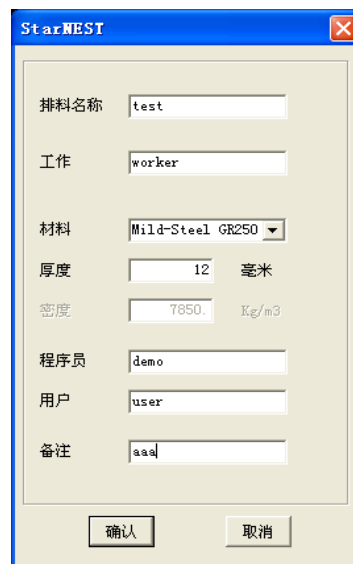 StarNEST
排料名称 test
工作 worker
材料 Mild-Steel GR250
厚度 12 毫米
密度 7850. Kg/m3
程序员 demo
用户 user
备注 aaa
确认 取消